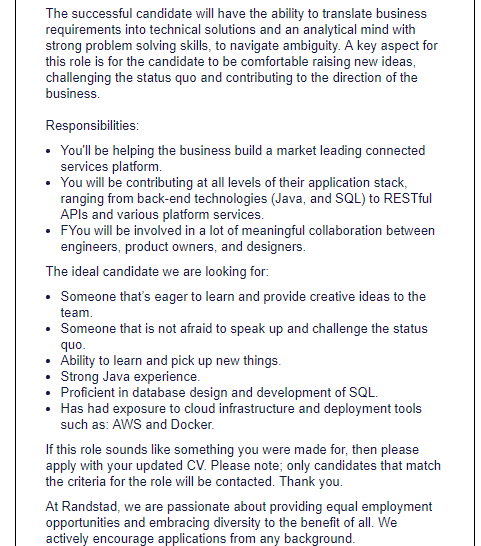 The successful candidate will have the ability to translate business
requirements into technical solutions and an analytical mind with
strong problem solving skills, to navigate ambiguity. A key aspect for
this role is for the candidate to be comfortable raising new ideas,
challenging the status quo and contributing to the direction of the
business.
Responsibilities:
• You'll be helping the business build a market leading connected
services platform.
• You will be contributing at all levels of their application stack,
ranging from back-end technologies (Java, and SQL) to RESTful
APIs and various platform services.
• FYou will be involved in a lot of meaningful collaboration between
engineers, product owners, and designers.
The ideal candidate we are looking for:
• Someone that's eager to learn and provide creative ideas to the
team.
• Someone that is not afraid to speak up and challenge the status
quo.
• Ability to learn and pick up new things.
• Strong Java experience.
• Proficient in database design and development of SQL.
• Has had exposure to cloud infrastructure and deployment tools
such as: AWS and Docker.
If this role sounds like something you were made for, then please
apply with your updated CV. Please note; only candidates that match
the criteria for the role will be contacted. Thank you.
At Randstad, we are passionate about providing equal employment
opportunities and embracing diversity to the benefit of all. We
actively encourage applications from any background.